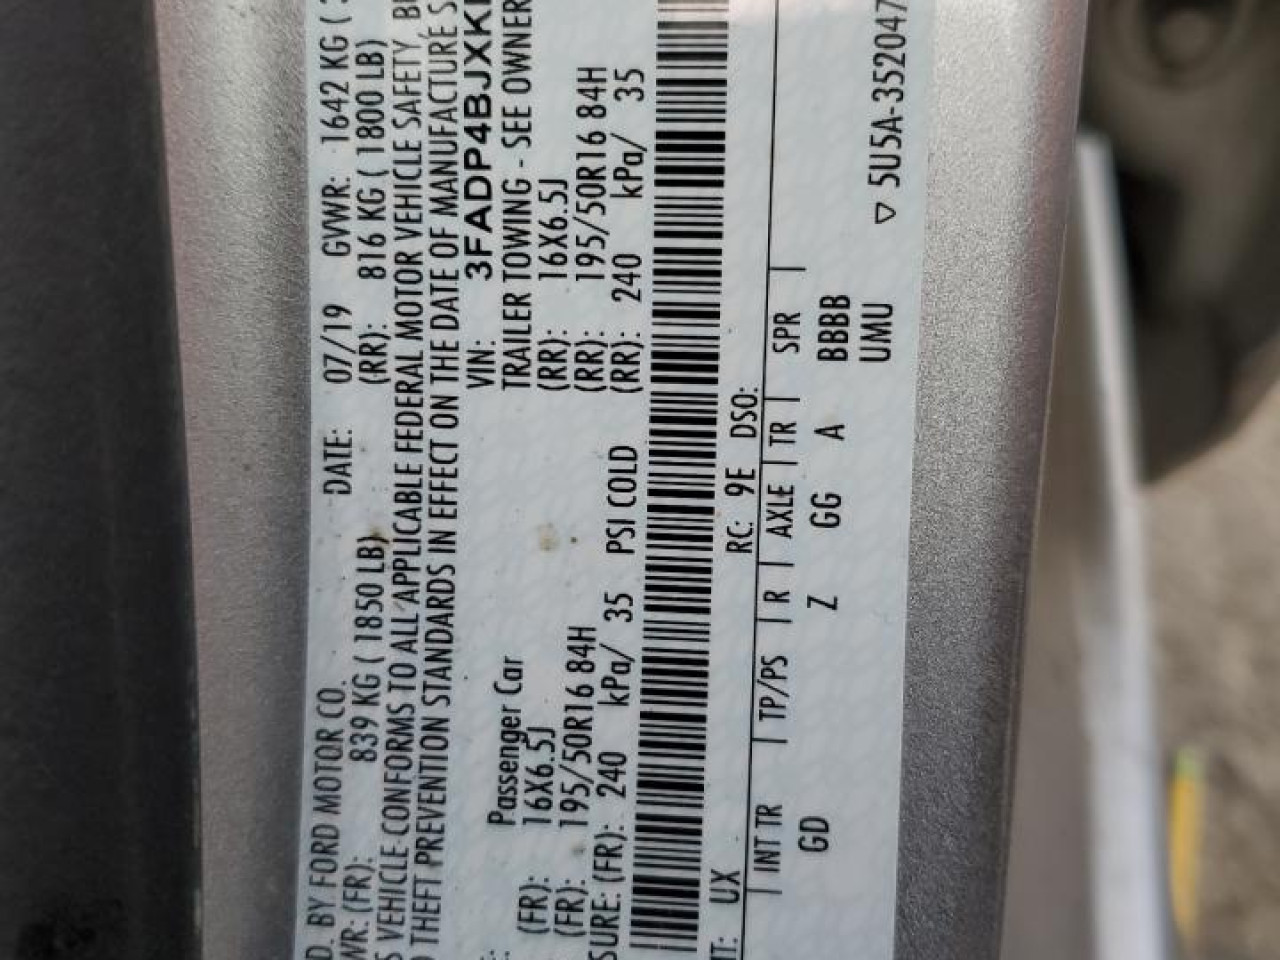 D. BY FORD MOTOR CO. DATE: 07/19 GVWR: 1642 KG (
WR: (FR): 839 KG ( 1850 LB) (RR): 816 KG ( 1800 LB)
S VEHICLE CONFORMS TO ALL APPLICABLE FEDERAL MOTOR VEHICLE SAFETY, B
THEFT PREVENTION STANDARDS IN EFFECT ON THE DATE OF MANUFACTURE S
VIN: 3FADP4BJXK
Passenger Car TRAILER TOWING - SEE OWNER
(FR): 16X6.5J (RR): 16X6.5J
(FR): 195/50R16 84H (RR): 195/50R16 84H
SURE: (FR): 240 kPa/ 35 PSI COLD (RR): 240 kPa/ 35
T: UX RC: 9E DSO:
INT TR | TP/PS | R | AXLE | TR | SPR
GD Z GG A BBBB
UMU
▽ 5U5A-352047